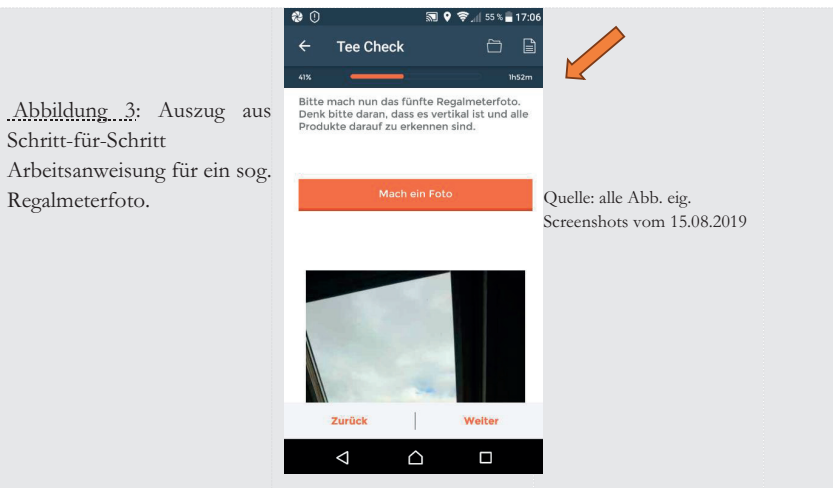 Abbildung 3: Auszug aus
Schritt-für-Schritt
Arbeitsanweisung für ein sog.
Regalmeterfoto.
55 % 17:06
Tee Check
41% 1h52m
Bitte mach nun das fünfte Regalmeterfoto.
Denk bitte daran, dass es vertikal ist und alle
Produkte darauf zu erkennen sind.
Mach ein Foto
Zurück Weiter
Quelle: alle Abb. eig.
Screenshots vom 15.08.2019